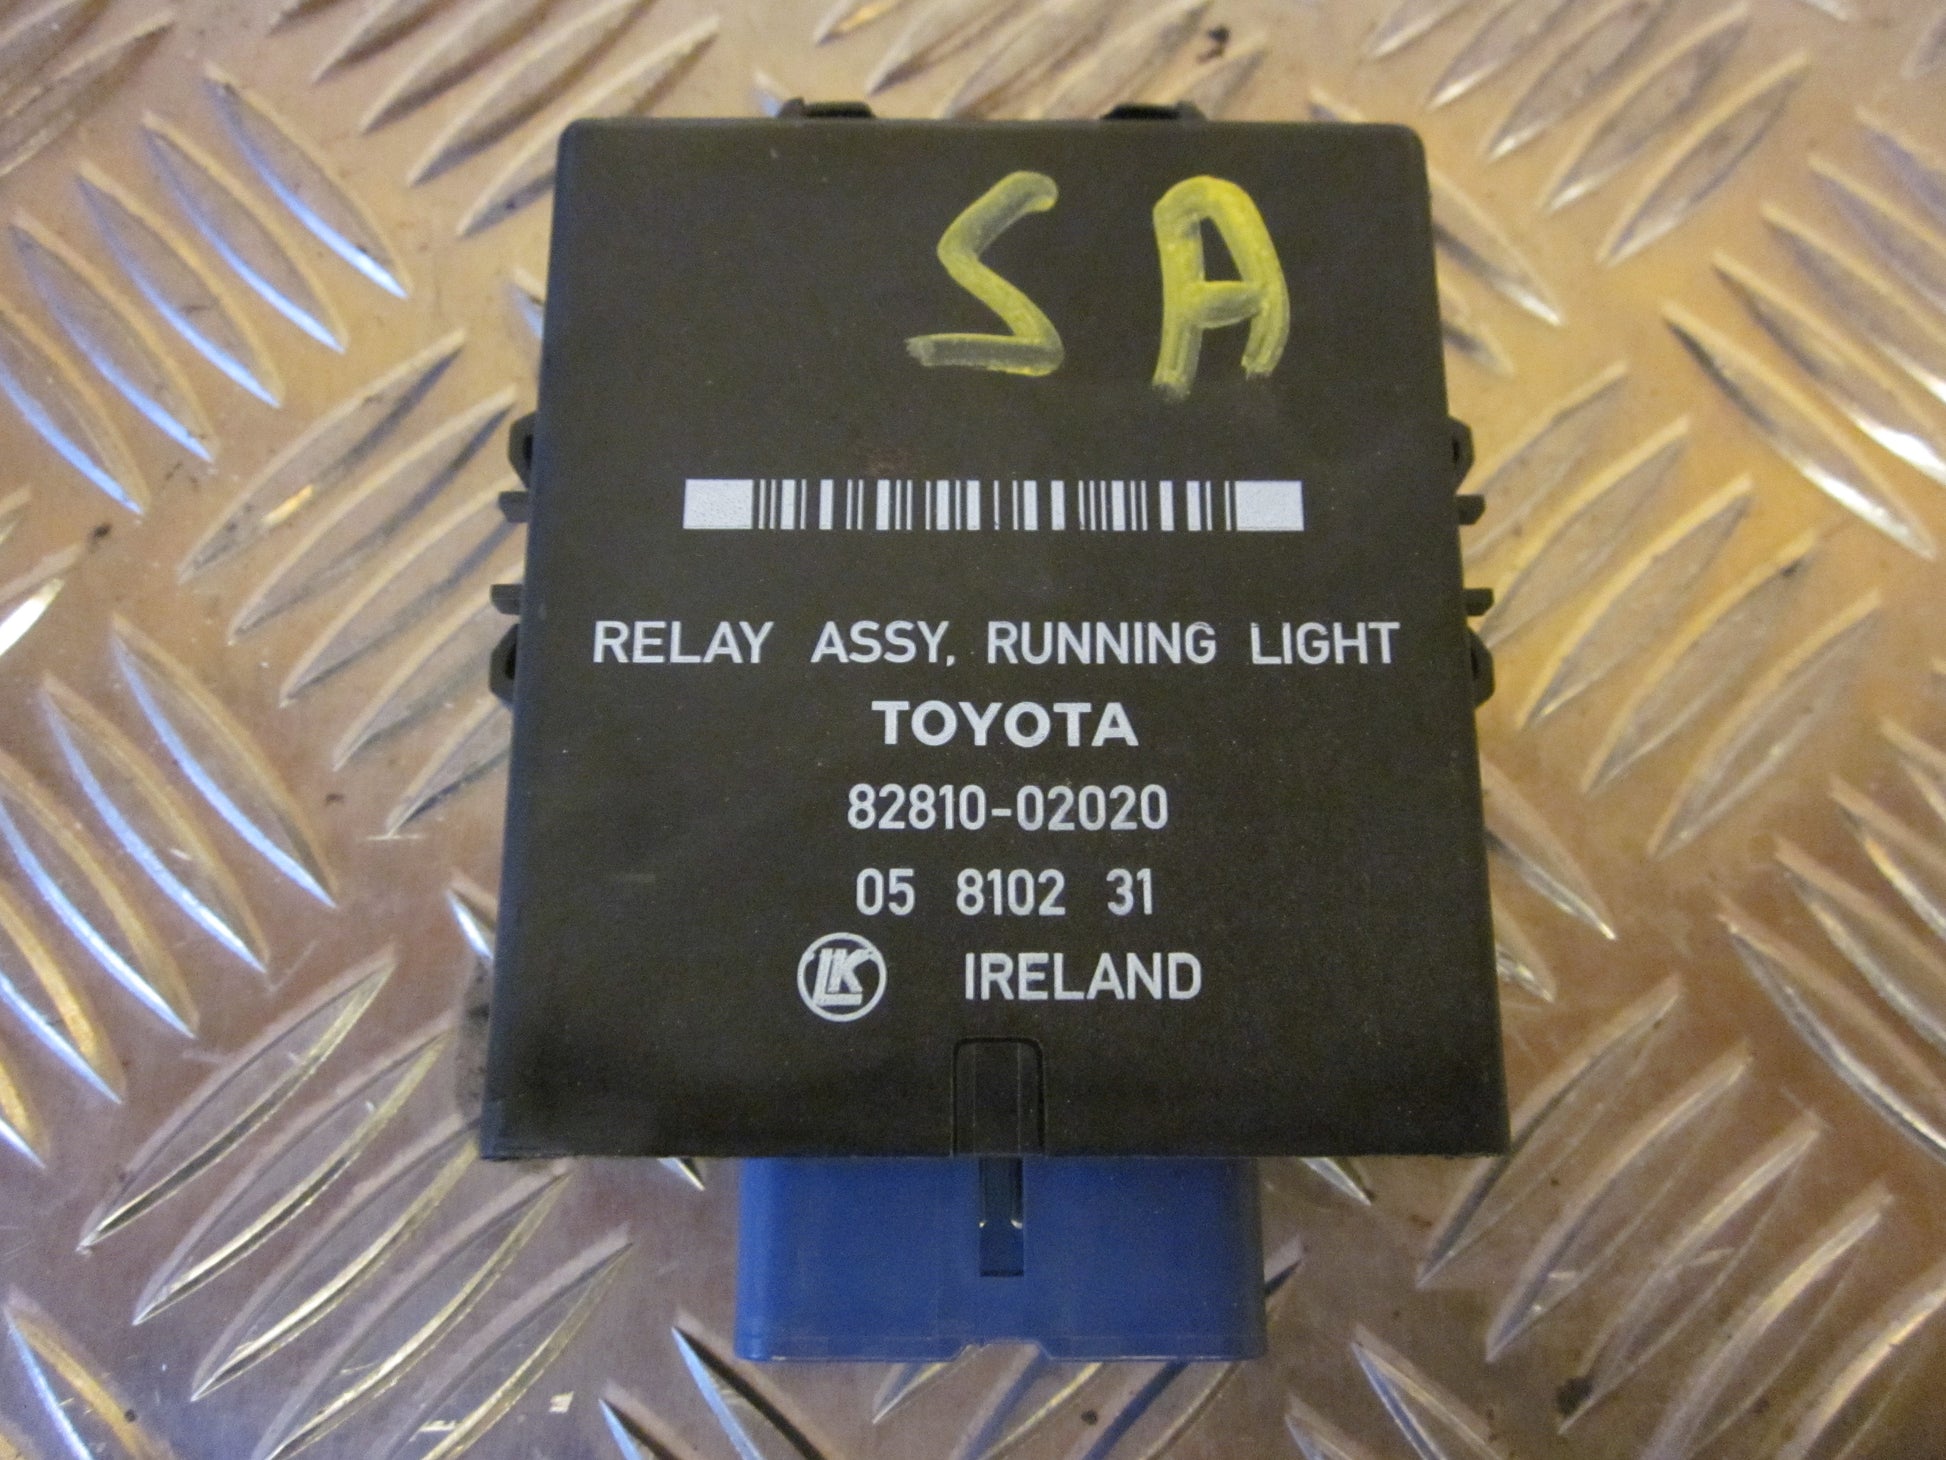 SA
RELAY ASSY, RUNNING LIGHT
TOYOTA
82810-02020
05 8102 31
LK IRELAND